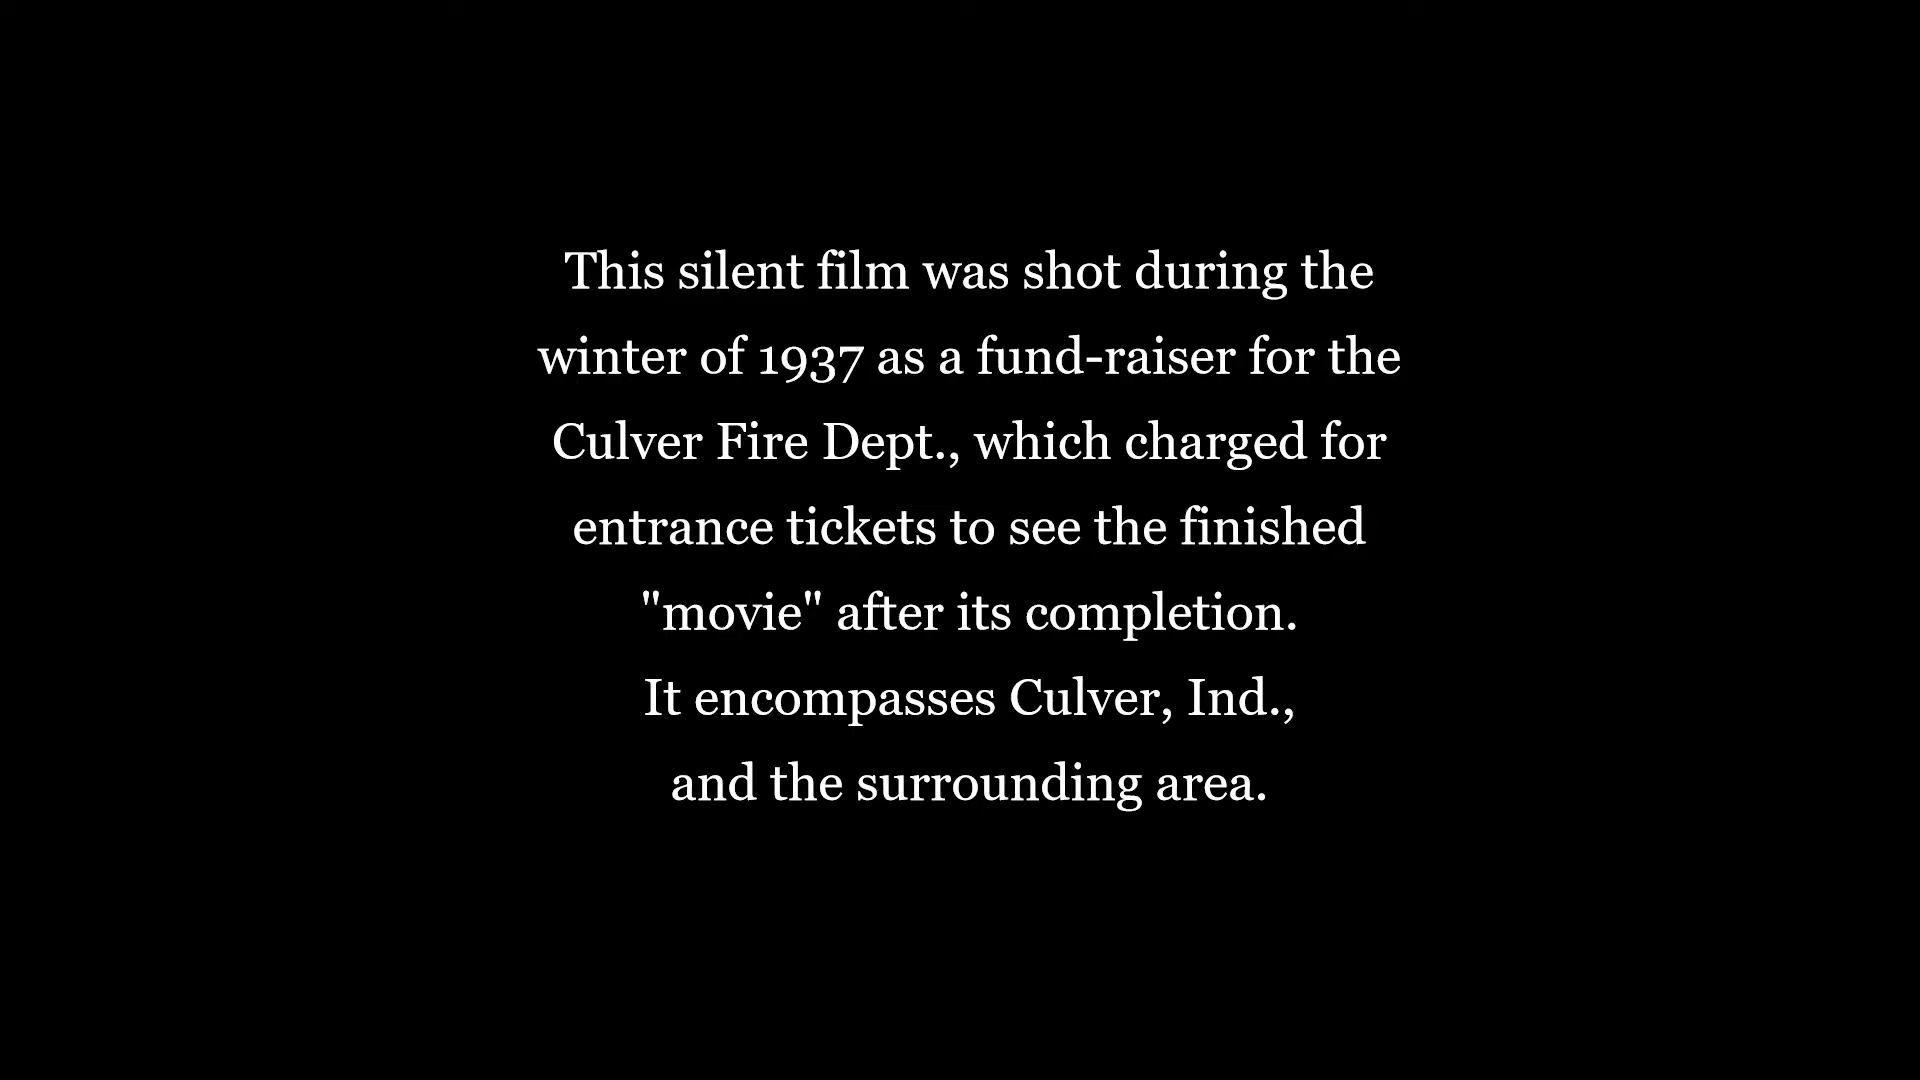 This silent film was shot during the
winter of 1937 as a fund-raiser for the
Culver Fire Dept., which charged for
entrance tickets to see the finished
"movie" after its completion.
It encompasses Culver, Ind.,
and the surrounding area.